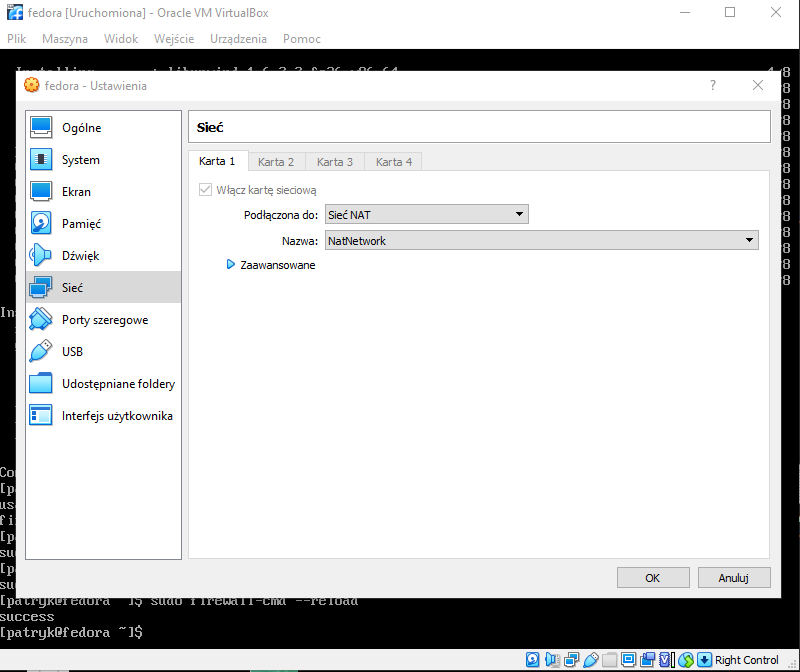 fedora [Uruchomiona] - Oracle VM VirtualBox
Plik Maszyna Widok Wejście Urządzenia Pomoc
fedora - Ustawienia
?
Ogólne
System
Ekran
Pamięć
Dźwięk
Sieć
Porty szeregowe
USB
Udostępniane foldery
Interfejs użytkownika
Sieć
Karta 1 Karta 2 Karta 3 Karta 4
Włącz kartę sieciową
Podłączona do: Sieć NAT
Nazwa: NatNetwork
Zaawansowane
OK Anuluj
[patryk@fedora ~]$ sudo firewall-cmd --reload
success
[patryk@fedora ~]$
Right Control